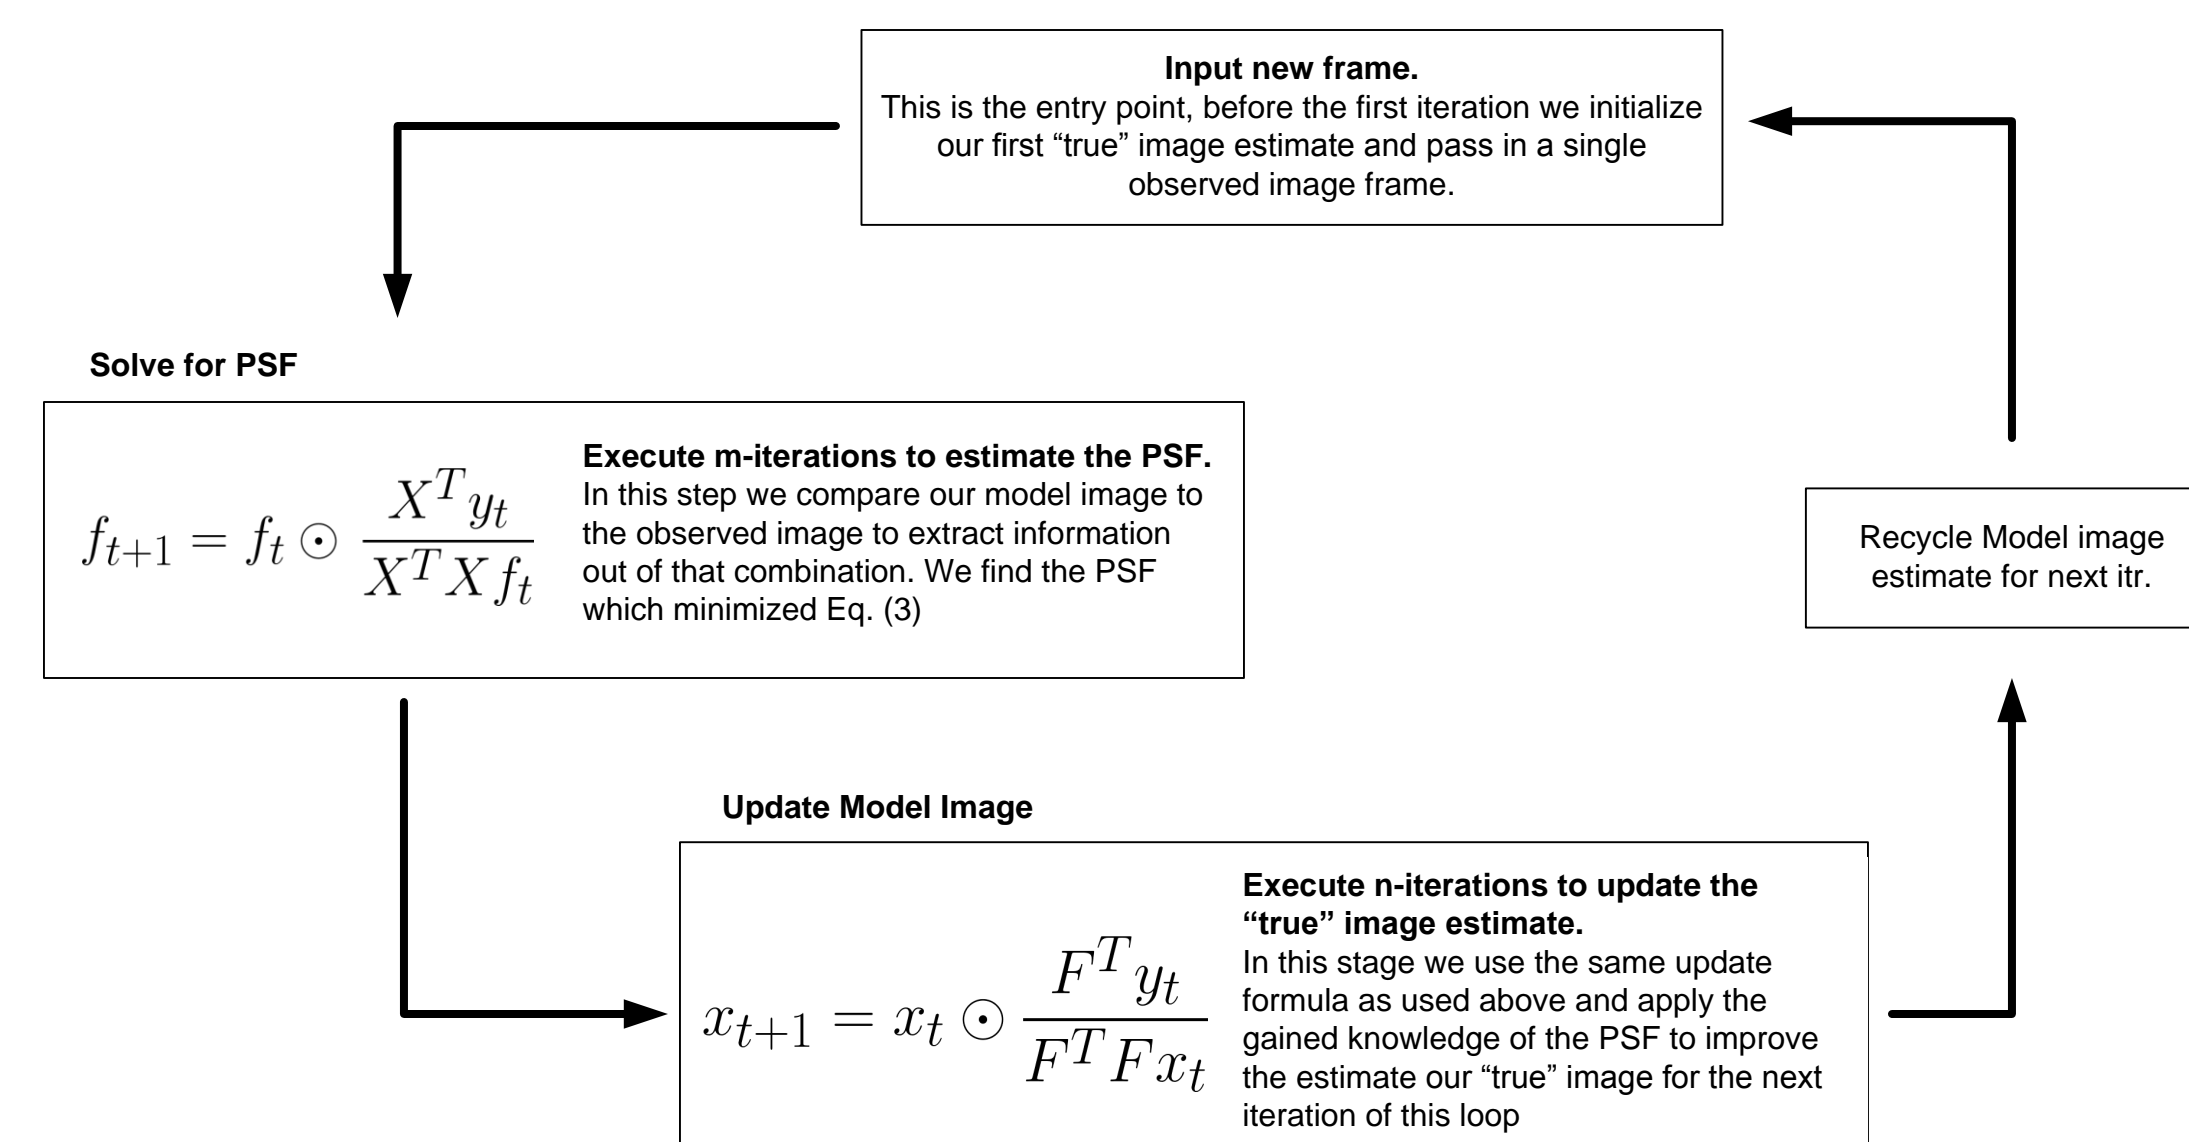 Input new frame.
This is the entry point, before the first iteration we initialize
our first “true” image estimate and pass in a single
observed image frame.
Solve for PSF
f_{t+1} = f_t ⊙ \frac{X^T y_t}{X^T X f_t}
Execute m-iterations to estimate the PSF.
In this step we compare our model image to
the observed image to extract information
out of that combination. We find the PSF
which minimized Eq. (3)
Recycle Model image
estimate for next itr.
Update Model Image
x_{t+1} = x_t ⊙ \frac{F^T y_t}{F^T F x_t}
Execute n-iterations to update the
“true” image estimate.
In this stage we use the same update
formula as used above and apply the
gained knowledge of the PSF to improve
the estimate our “true” image for the next
iteration of this loop